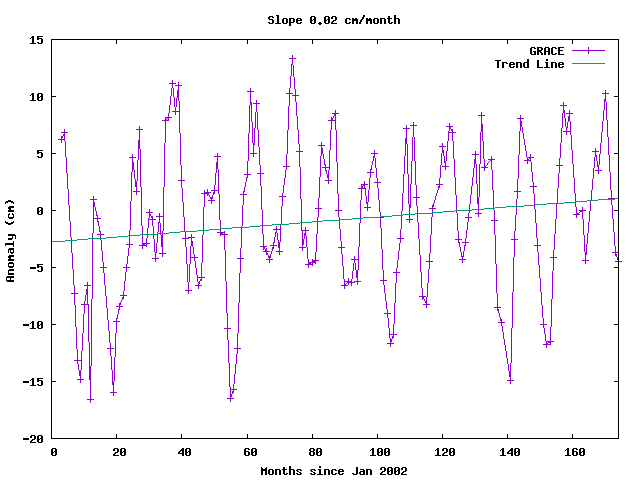 Slope 0.02 cm/month
15
GRACE
Trend Line
10
5
0
-5
-10
-15
-20
Anomaly (cm)
0 20 40 60 80 100 120 140 160
Months since Jan 2002